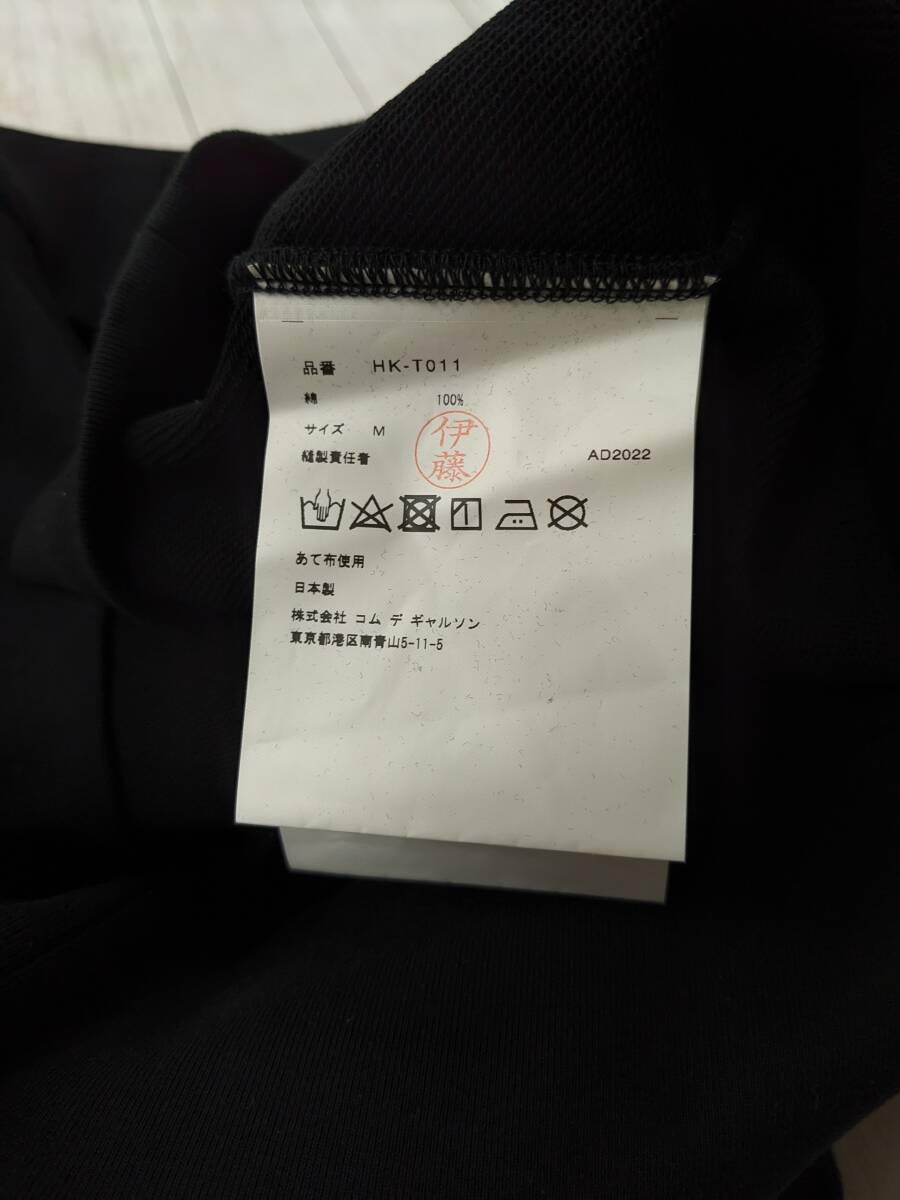 品番 HK-T011
綿 100%
サイズ M
伊藤
縫製責任者 AD2022
あて布使用
日本製
株式会社 コム デ ギャルソン
東京都港区南青山5-11-5